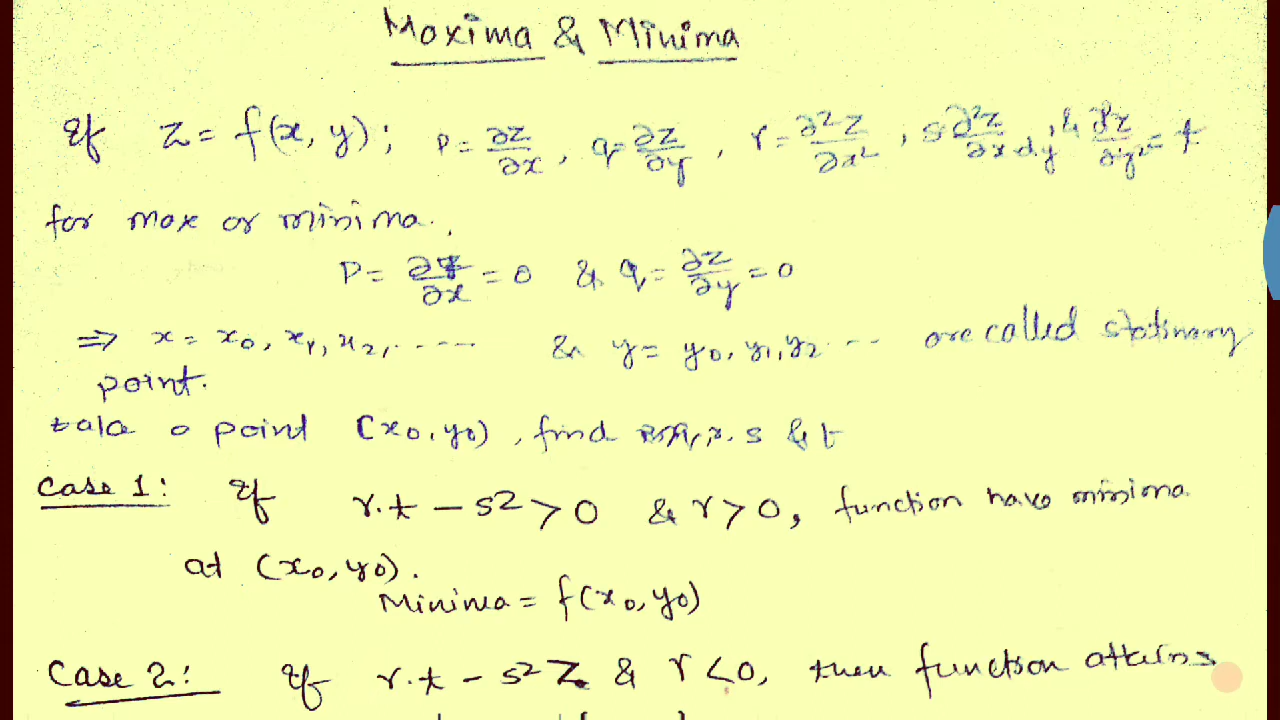 Maxima & Minima
If z = f(x, y); P = ∂z/∂x, q = ∂z/∂y, r = ∂²z/∂x², s = ∂²z/∂x∂y, & ∂²z/∂y² = t
for max or minima.
P = ∂z/∂x = 0 & q = ∂z/∂y = 0
⇒ x = x₀, x₁, x₂, ..... & y = y₀, y₁, y₂ ... are called stationary
point.
take a point (x₀, y₀), find r, s & t
Case 1: If r.t − s² > 0 & r > 0, function have minima
at (x₀, y₀).
Minima = f(x₀, y₀)
Case 2: If r.t − s² & r < 0, then function attains